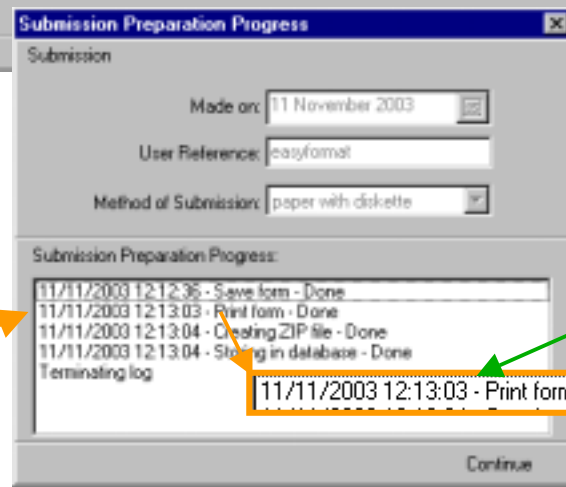 Submission Preparation Progress
Submission
Made on: 11 November 2003
User Reference: easyformat
Method of Submission: paper with diskette
Submission Preparation Progress:
11/11/2003 12:12:36 - Save form - Done
11/11/2003 12:13:03 - Print form - Done
11/11/2003 12:13:04 - Creating ZIP file - Done
11/11/2003 12:13:04 - Storing in database - Done
Terminating log
11/11/2003 12:13:03 - Print form
Continue